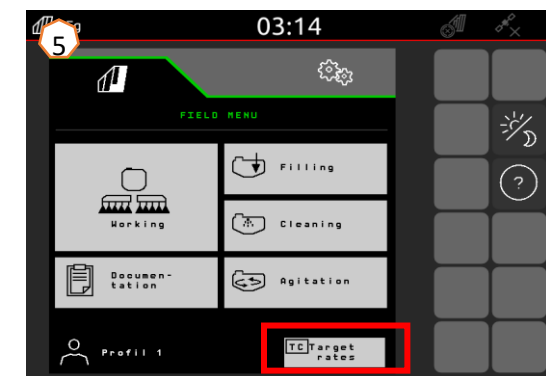 03:14
5
FIELD MENU
Working
Filling
Cleaning
Documen-
tation
Agitation
Profil 1
TC Target
rates
?